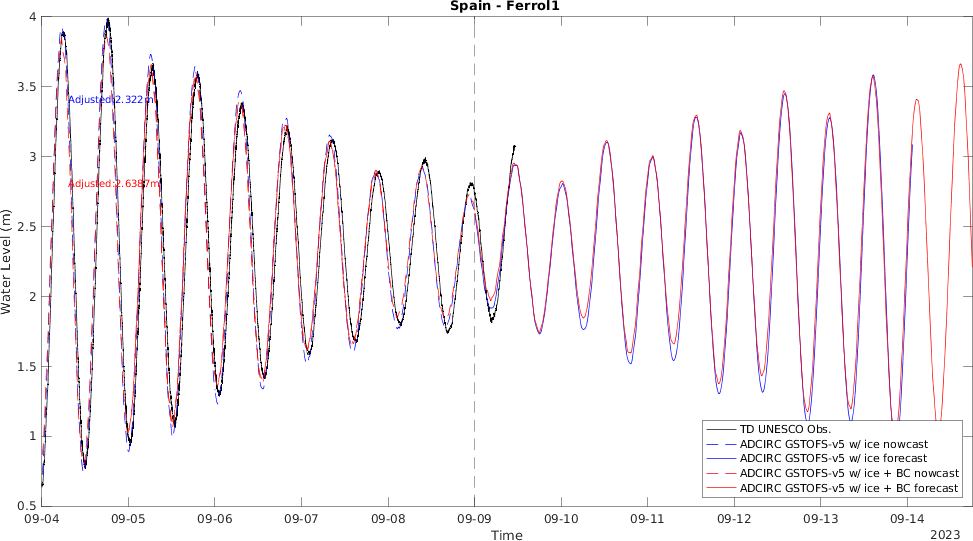 Spain - Ferrol1
4
3.5
3
2.5
2
1.5
1
0.5
Water Level (m)
Adjusted:2.322m
Adjusted:2.6387m
TD UNESCO Obs.
ADCIRC GSTOFS-v5 w/ ice nowcast
ADCIRC GSTOFS-v5 w/ ice forecast
ADCIRC GSTOFS-v5 w/ ice + BC nowcast
ADCIRC GSTOFS-v5 w/ ice + BC forecast
09-04 09-05 09-06 09-07 09-08 09-09 09-10 09-11 09-12 09-13 09-14
Time
2023